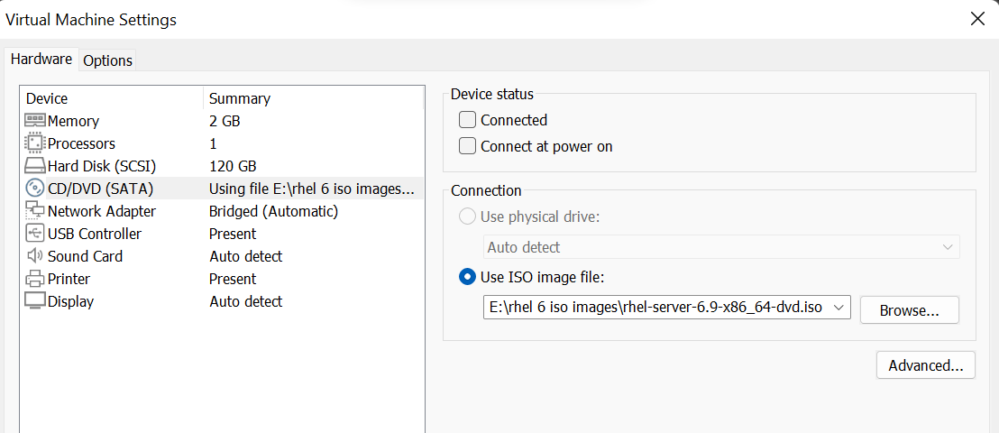 Virtual Machine Settings
Hardware Options
Device Summary
Memory 2 GB
Processors 1
Hard Disk (SCSI) 120 GB
CD/DVD (SATA) Using file E:\rhel 6 iso images...
Network Adapter Bridged (Automatic)
USB Controller Present
Sound Card Auto detect
Printer Present
Display Auto detect
Device status
Connected
Connect at power on
Connection
Use physical drive:
Auto detect
Use ISO image file:
E:\rhel 6 iso images\rhel-server-6.9-x86_64-dvd.iso
Browse...
Advanced...